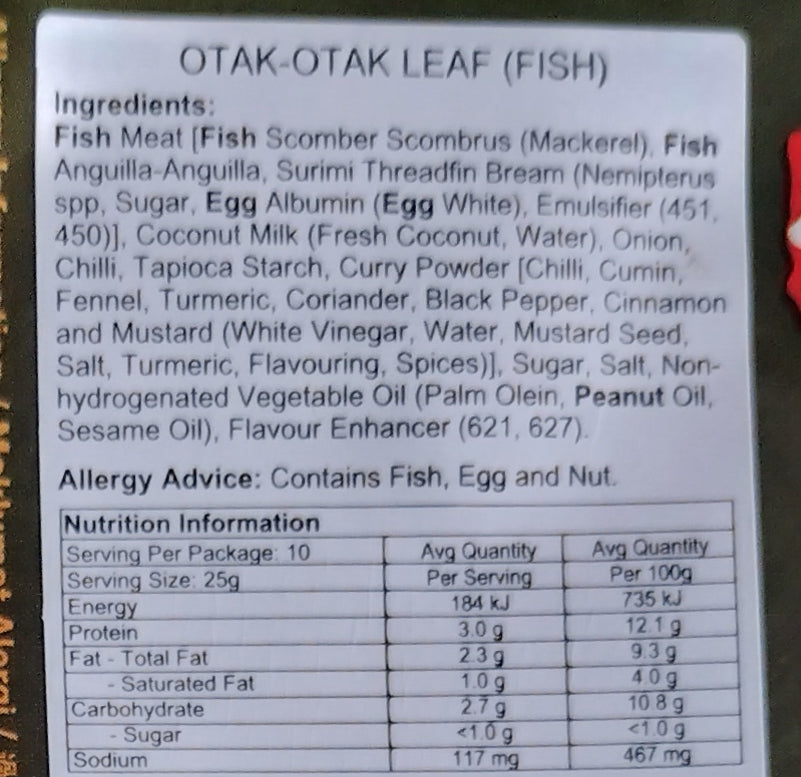 OTAK-OTAK LEAF (FISH)
Ingredients:
Fish Meat [Fish Scomber Scombrus (Mackerel), Fish
Anguilla-Anguilla, Surimi Threadfin Bream (Nemipterus
spp, Sugar, Egg Albumin (Egg White), Emulsifier (451,
450)], Coconut Milk (Fresh Coconut, Water), Onion,
Chilli, Tapioca Starch, Curry Powder [Chilli, Cumin,
Fennel, Turmeric, Coriander, Black Pepper, Cinnamon
and Mustard (White Vinegar, Water, Mustard Seed,
Salt, Turmeric, Flavouring, Spices)], Sugar, Salt, Non-
hydrogenated Vegetable Oil (Palm Olein, Peanut Oil,
Sesame Oil), Flavour Enhancer (621, 627).
Allergy Advice: Contains Fish, Egg and Nut.
Nutrition Information
Serving Per Package: 10 Avg Quantity Avg Quantity
Serving Size: 25g Per Serving Per 100g
Energy 184 kJ 735 kJ
Protein 3.0 g 12.1 g
Fat - Total Fat 2.3 g 9.3 g
- Saturated Fat 1.0 g 4.0 g
Carbohydrate 2.7 g 10.8 g
- Sugar <1.0 g <1.0 g
Sodium 117 mg 467 mg